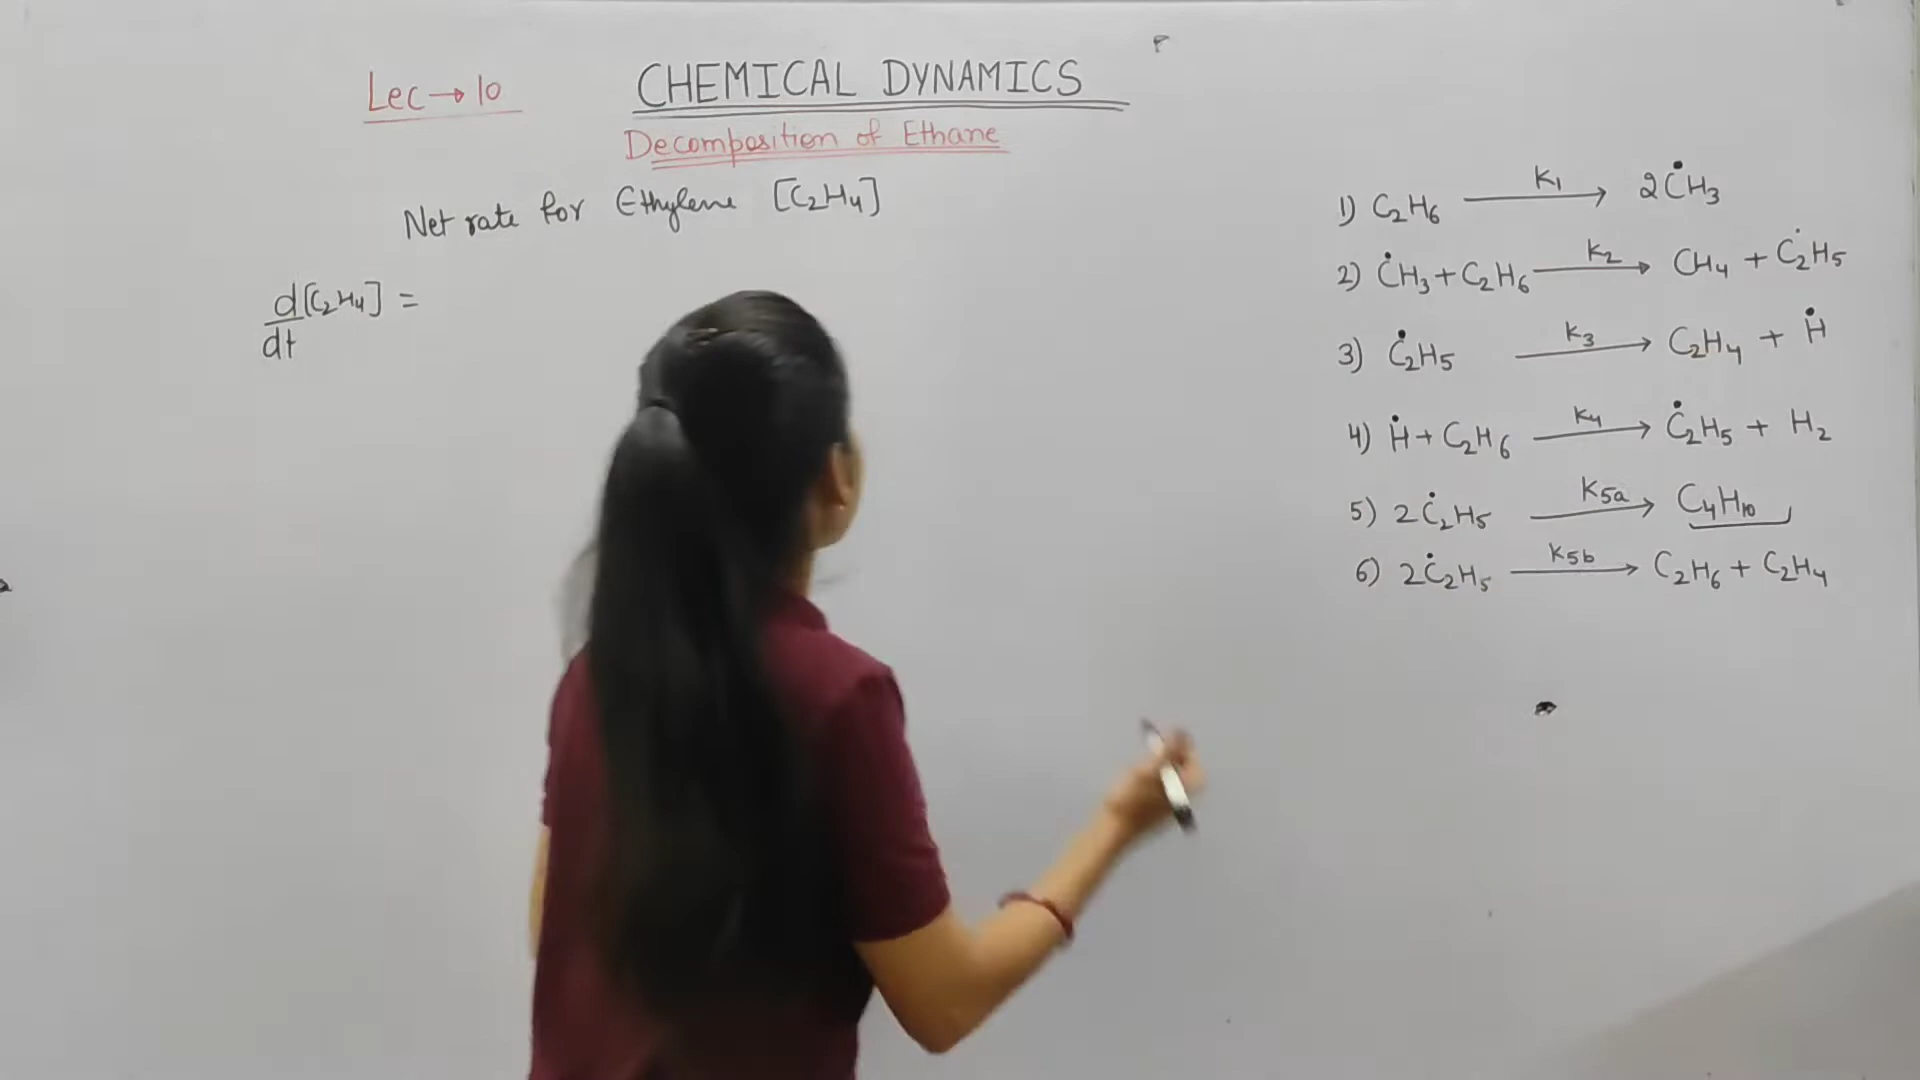 Lec → 10
CHEMICAL DYNAMICS
Decomposition of Ethane
Net rate for Ethylene [C₂H₄]
d[C₂H₄] =
dt
1) C₂H₆ —K₁→ 2ĊH₃
2) ĊH₃ + C₂H₆ —K₂→ CH₄ + Ċ₂H₅
3) Ċ₂H₅ —K₃→ C₂H₄ + Ḣ
4) Ḣ + C₂H₆ —K₄→ Ċ₂H₅ + H₂
5) 2Ċ₂H₅ —K5a→ C₄H₁₀
6) 2Ċ₂H₅ —K5b→ C₂H₆ + C₂H₄